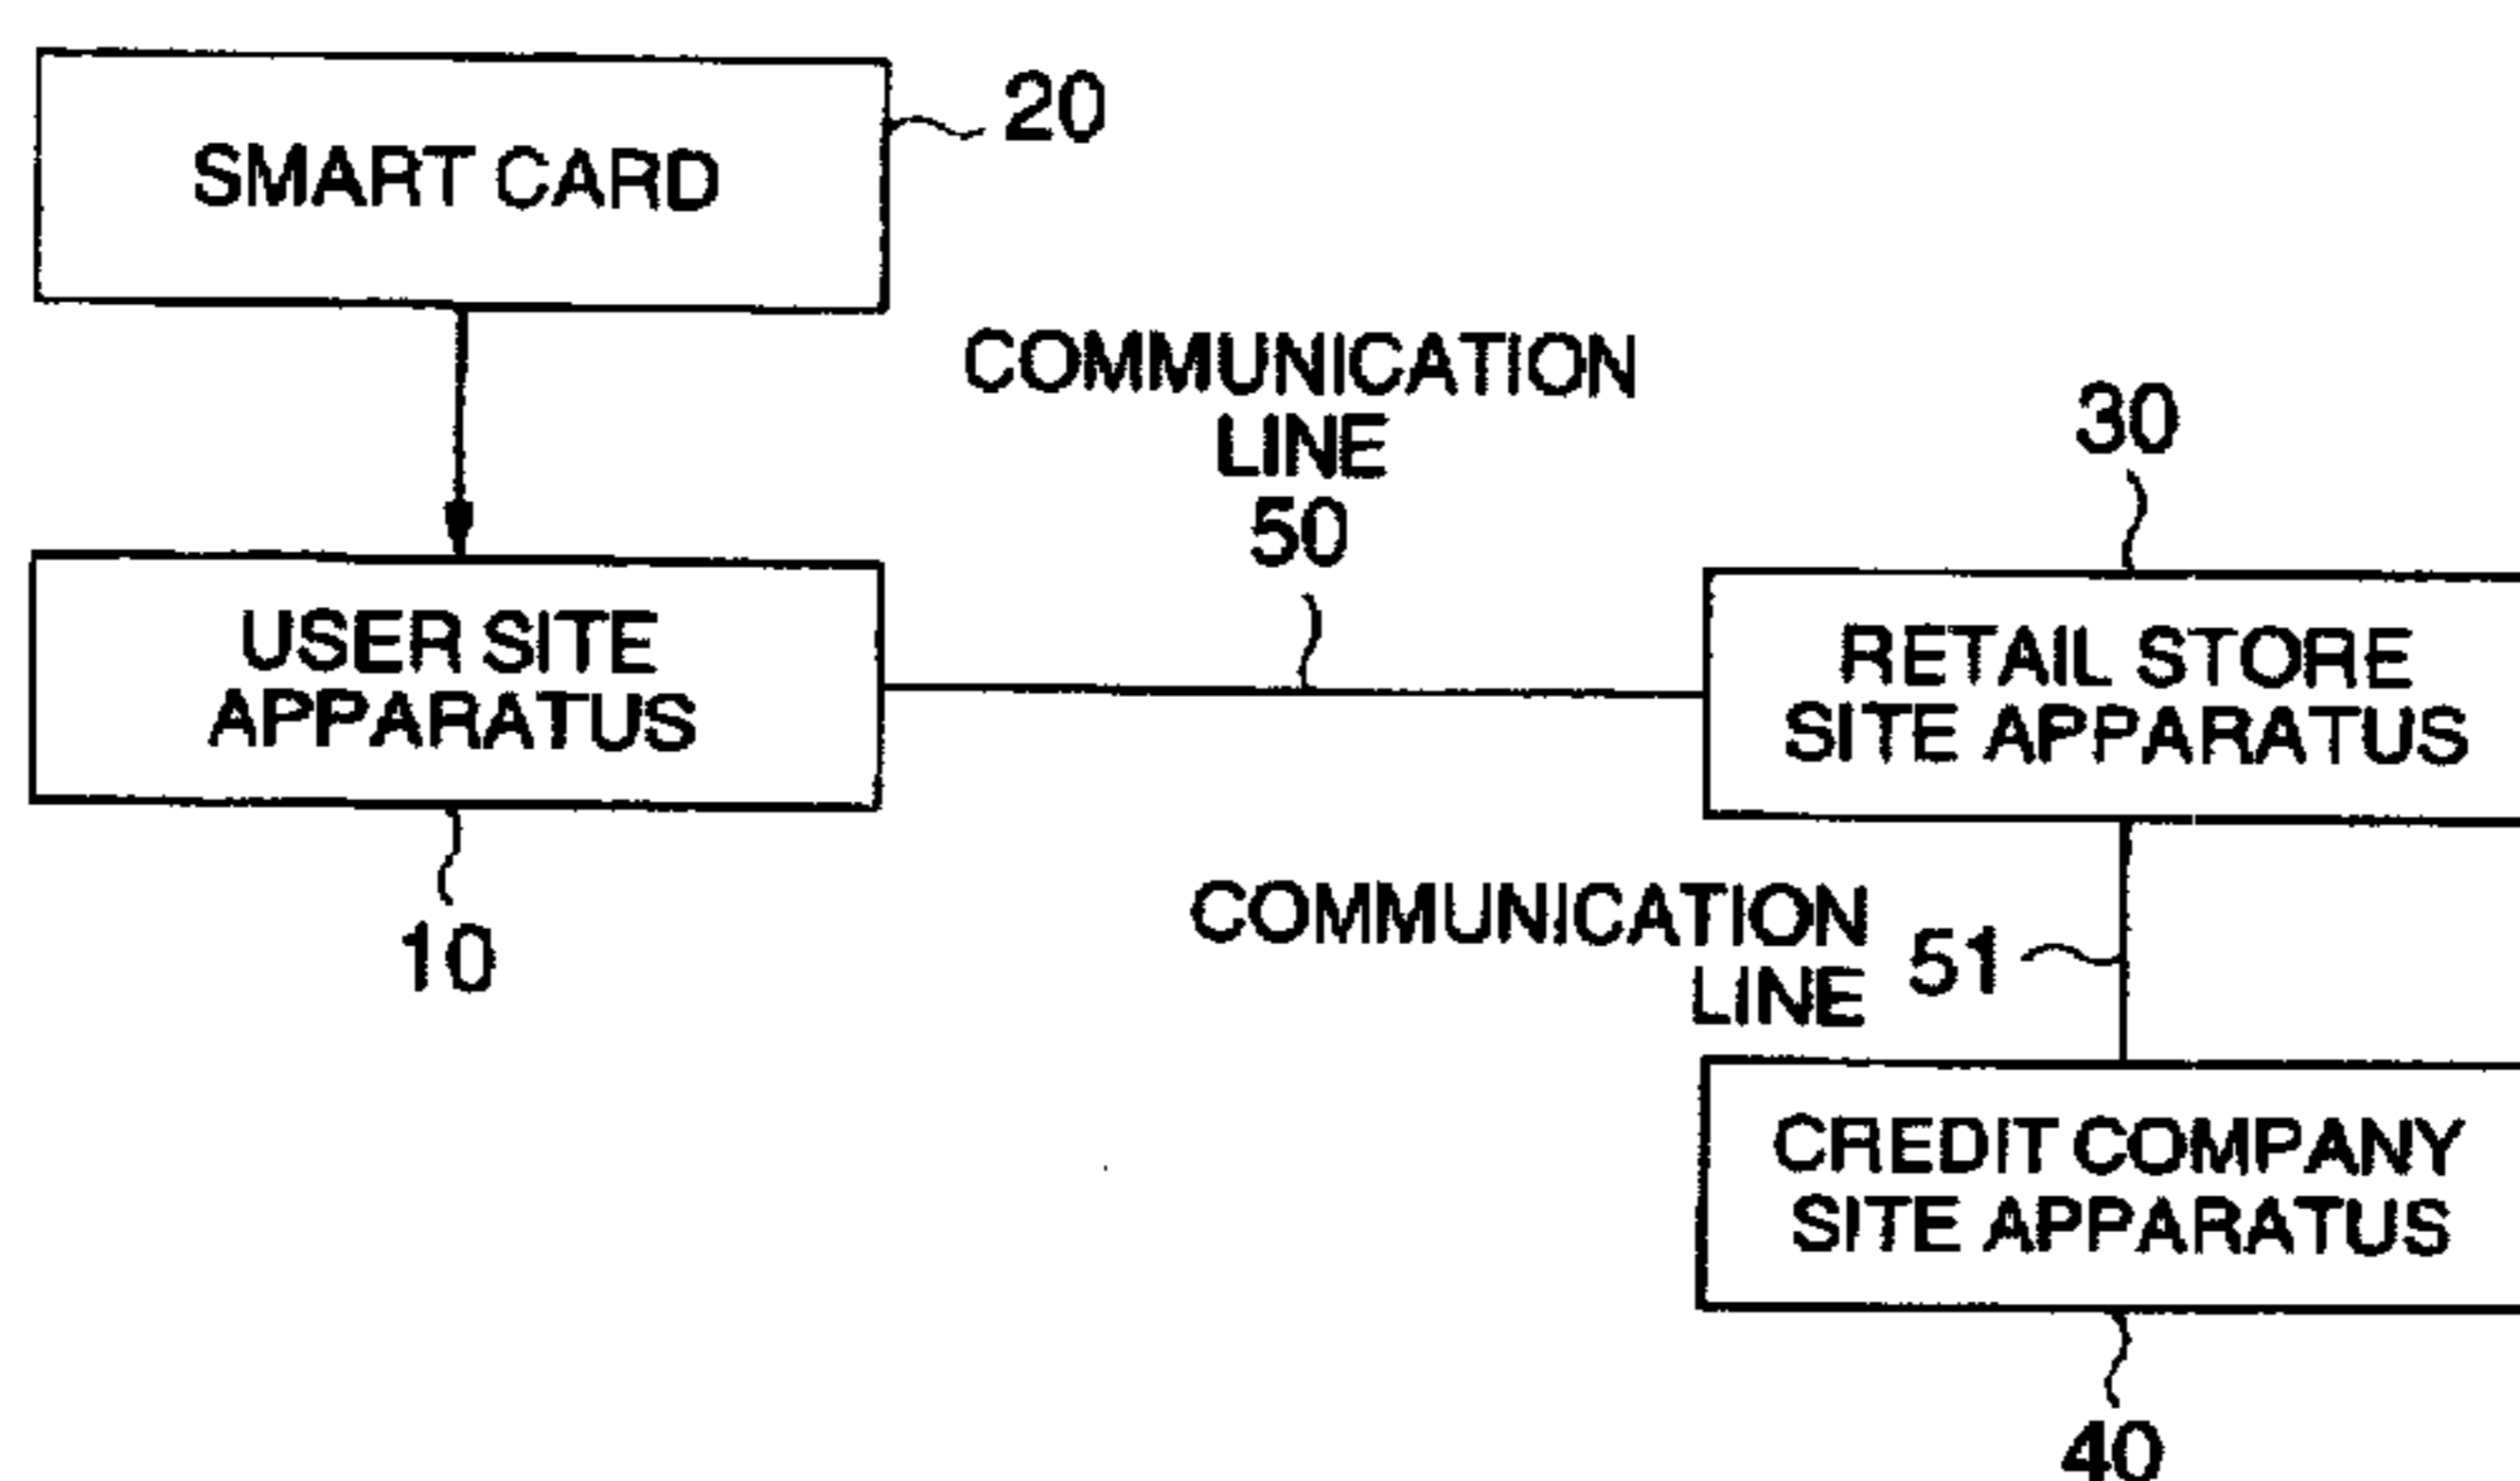 SMART CARD
20
COMMUNICATION
LINE
50
30
USER SITE
APPARATUS
RETAIL STORE
SITE APPARATUS
10
COMMUNICATION
LINE
51
CREDIT COMPANY
SITE APPARATUS
40